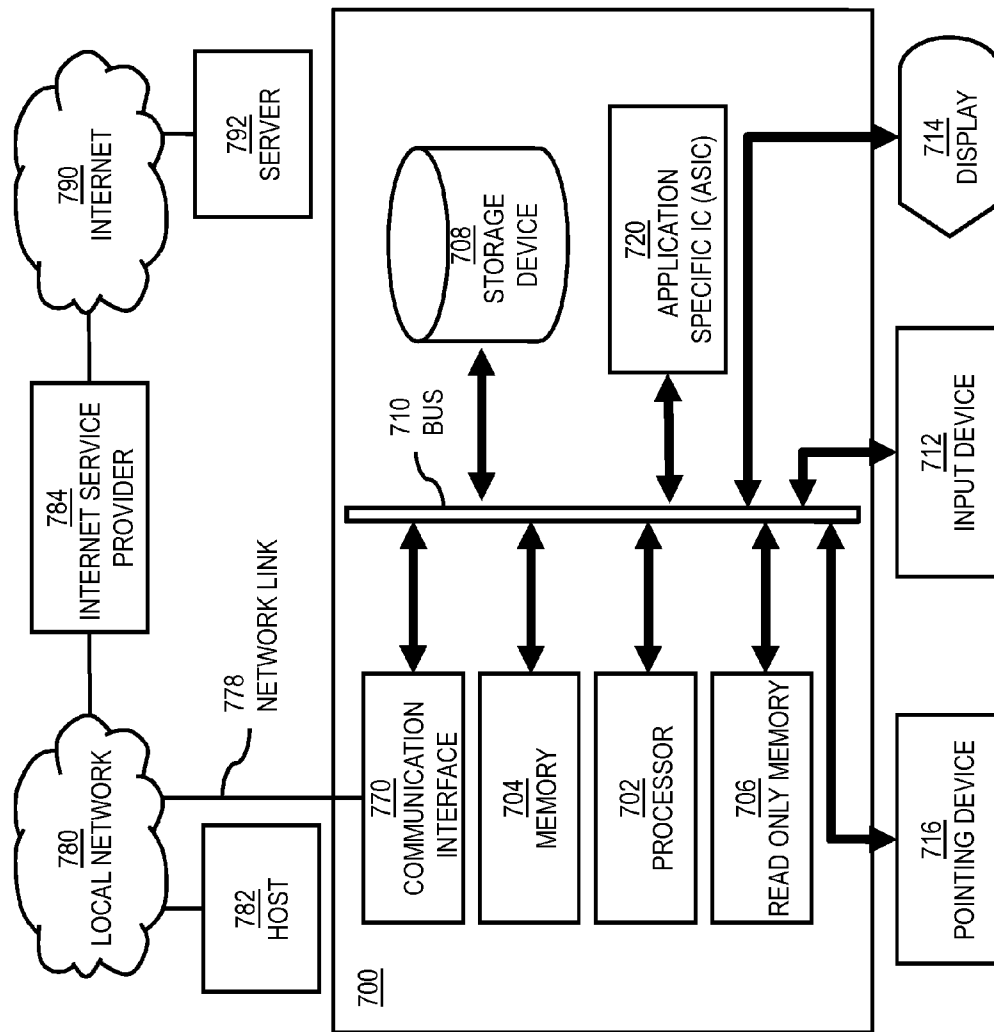 780
LOCAL NETWORK
784
INTERNET SERVICE
PROVIDER
790
INTERNET
782
HOST
778
NETWORK LINK
792
SERVER
700
770
COMMUNICATION
INTERFACE
704
MEMORY
702
PROCESSOR
706
READ ONLY MEMORY
710
BUS
708
STORAGE
DEVICE
720
APPLICATION
SPECIFIC IC (ASIC)
716
POINTING DEVICE
712
INPUT DEVICE
714
DISPLAY